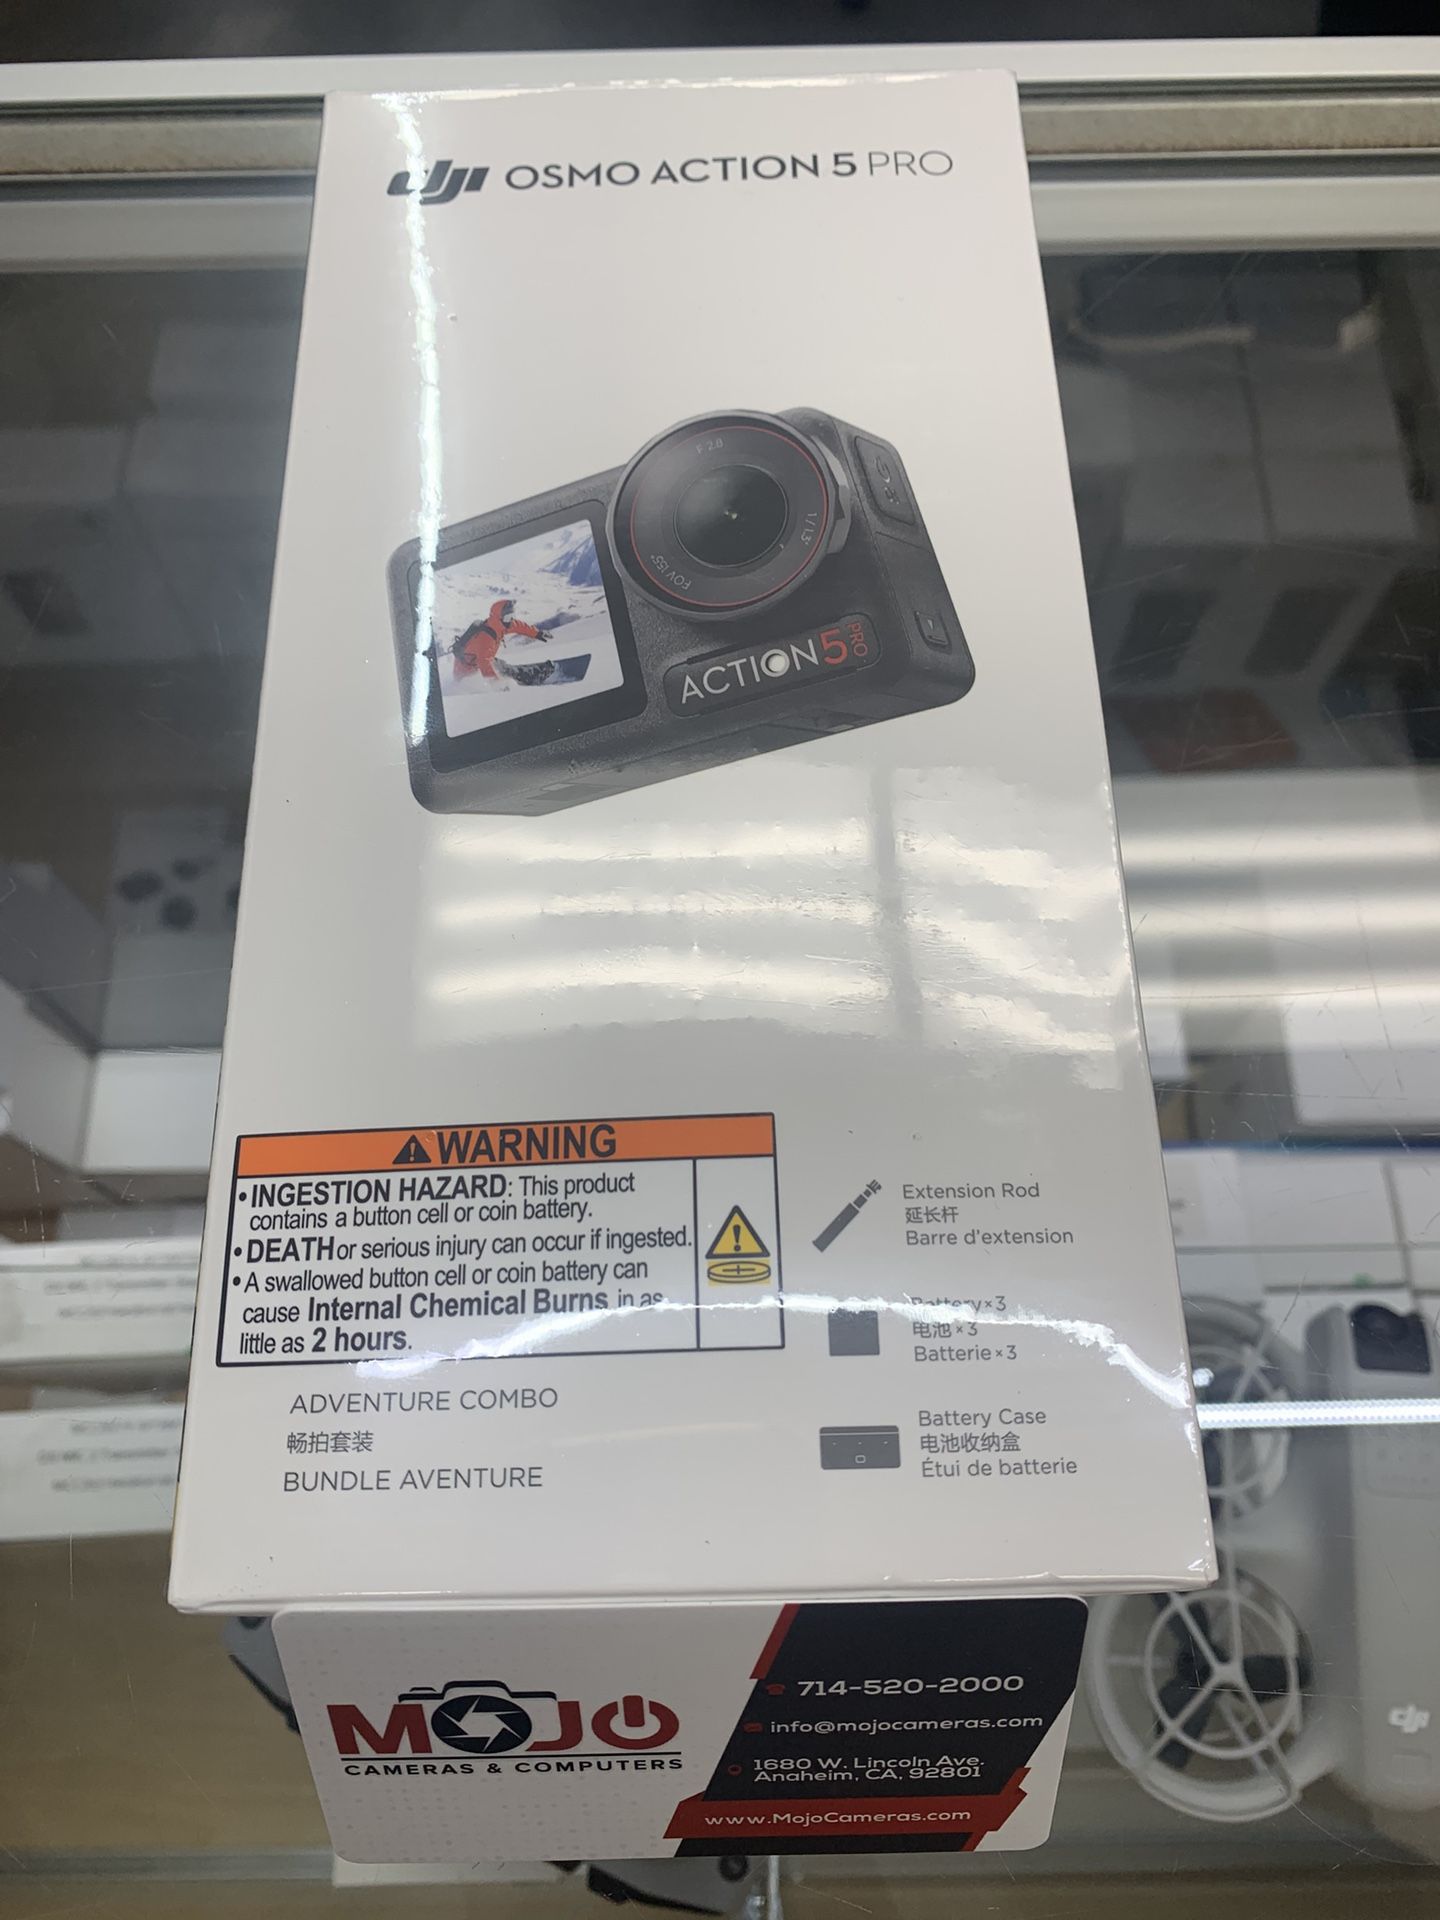 dji OSMO ACTION 5 PRO
F 2.8
1/1.3"
FOV 155°
ACTION 5 PRO
WARNING
• INGESTION HAZARD: This product
contains a button cell or coin battery.
• DEATH or serious injury can occur if ingested.
• A swallowed button cell or coin battery can
cause Internal Chemical Burns in as
little as 2 hours.
Extension Rod
延长杆
Barre d'extension
Battery×3
电池×3
Batterie×3
Battery Case
电池收纳盒
Étui de batterie
ADVENTURE COMBO
畅拍套装
BUNDLE AVENTURE
MOJO
CAMERAS & COMPUTERS
714-520-2000
info@mojocameras.com
1680 W. Lincoln Ave.
Anaheim, CA, 92801
www.MojoCameras.com
dji